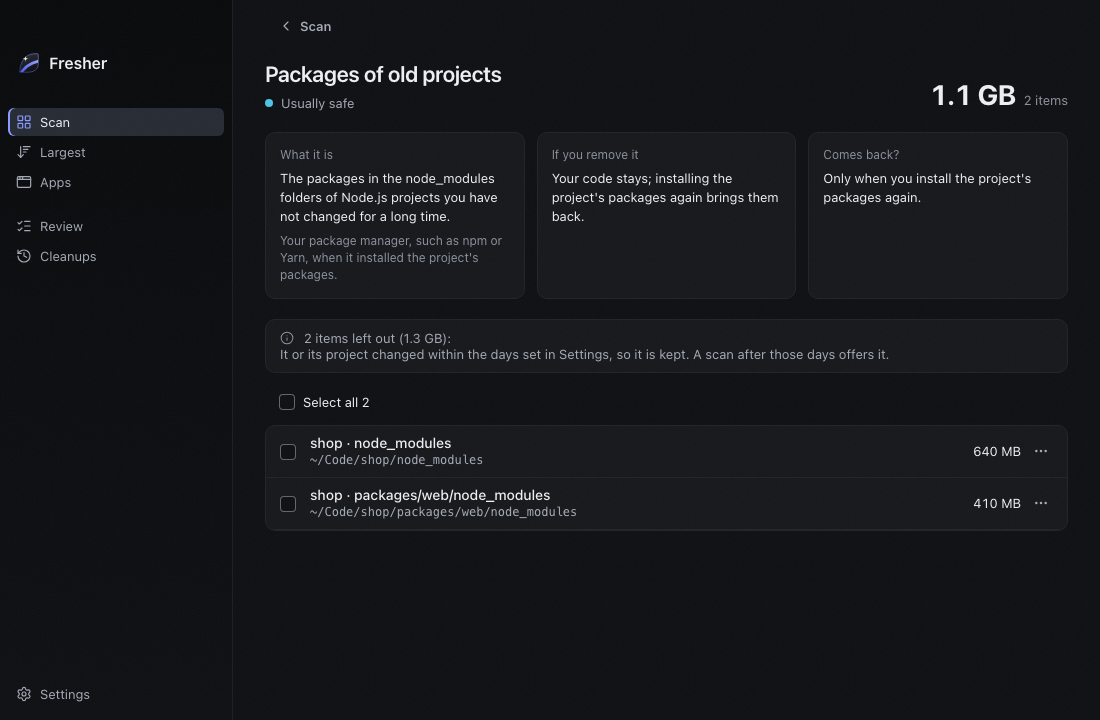 Scan
Fresher
Packages of old projects
Usually safe
1.1 GB 2 items
Scan
Largest
Apps
Review
Cleanups
What it is
The packages in the node_modules
folders of Node.js projects you have
not changed for a long time.
Your package manager, such as npm or
Yarn, when it installed the project's
packages.
If you remove it
Your code stays; installing the
project's packages again brings them
back.
Comes back?
Only when you install the project's
packages again.
2 items left out (1.3 GB):
It or its project changed within the days set in Settings, so it is kept. A scan after those days offers it.
Select all 2
shop · node_modules
~/Code/shop/node_modules
640 MB
shop · packages/web/node_modules
~/Code/shop/packages/web/node_modules
410 MB
Settings